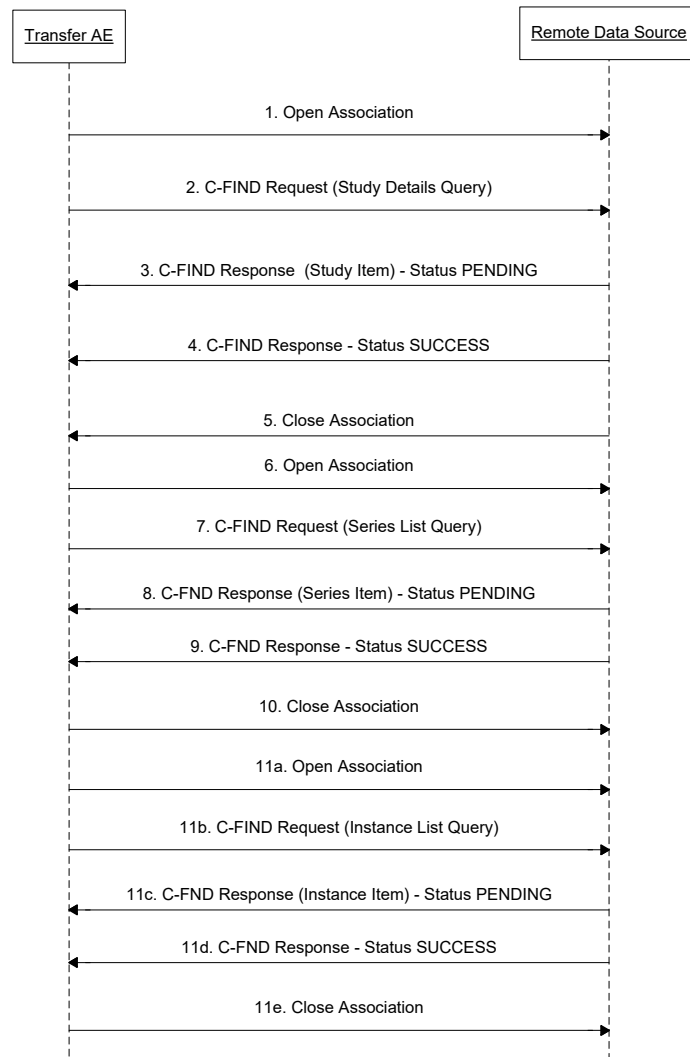 Transfer AE
Remote Data Source
1. Open Association
2. C-FIND Request (Study Details Query)
3. C-FIND Response  (Study Item) - Status PENDING
4. C-FIND Response - Status SUCCESS
5. Close Association
6. Open Association
7. C-FIND Request (Series List Query)
8. C-FND Response (Series Item) - Status PENDING
9. C-FND Response - Status SUCCESS
10. Close Association
11a. Open Association
11b. C-FIND Request (Instance List Query)
11c. C-FND Response (Instance Item) - Status PENDING
11d. C-FND Response - Status SUCCESS
11e. Close Association